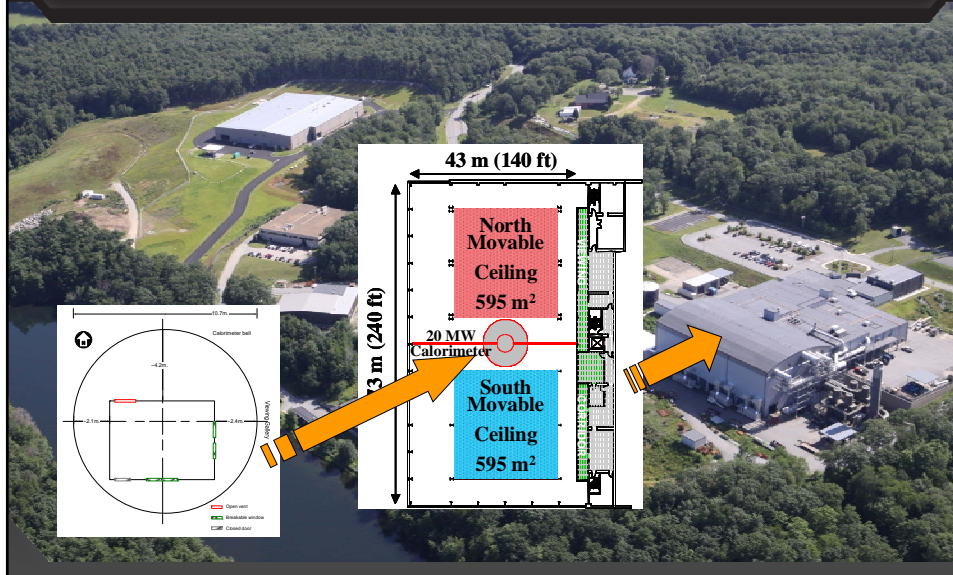 43 m (140 ft)
North
Movable
Ceiling
595 m²
20 MW
Calorimeter
3 m (240 ft)
South
Movable
Ceiling
595 m²
CORRIDOR
10.7m.
Calorimeter bell
~4.2m.
~2.1m.
~2.4m.
Viewing Gallery
Open vent
Breakable window
Closed door